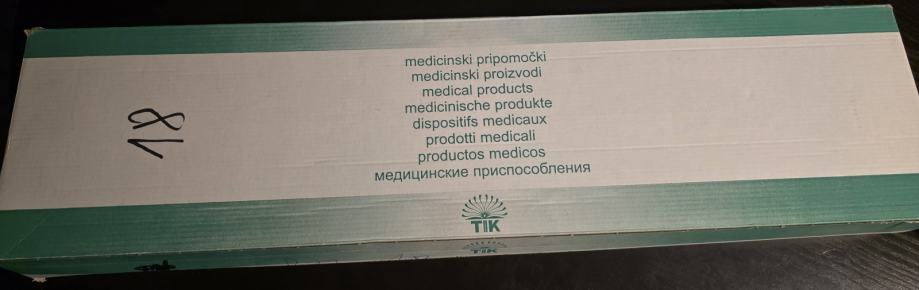 18
medicinski pripomočki
medicinski proizvodi
medical products
medicinische produkte
dispositifs medicaux
prodotti medicali
productos medicos
медицинские приспособления
TIK